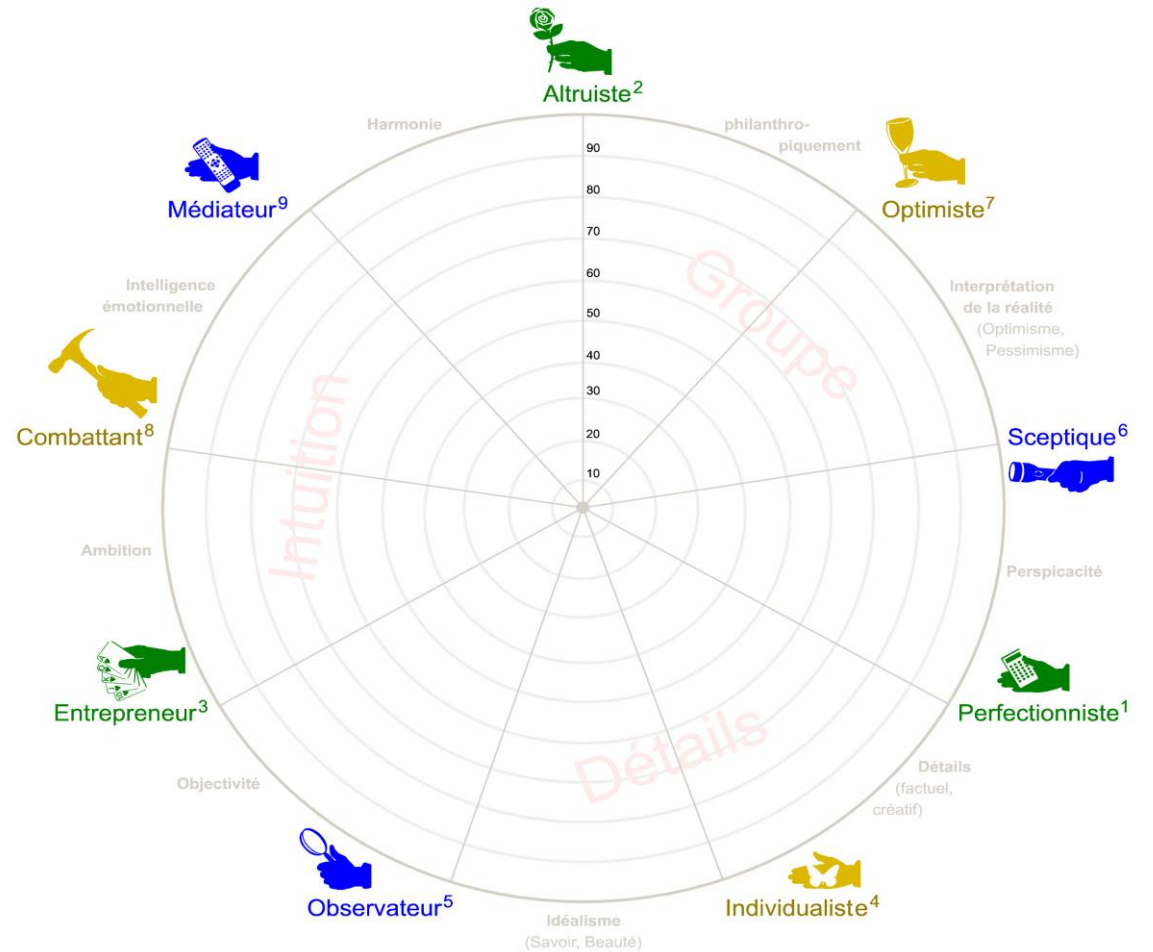 Altruiste2
Harmonie
philanthro-
piquement
90
Médiateur9
Optimiste7
80
70
Groupe
60
Intelligence
émotionnelle
Interprétation
de la réalité
(Optimisme,
Pessimisme)
50
40
30
Intuition
Combattant8
Sceptique6
20
10
Ambition
Perspicacité
Entrepreneur3
Perfectionniste1
Détails
Objectivité
Détails
(factuel,
créatif)
Observateur5
Individualiste4
Idéalisme
(Savoir, Beauté)